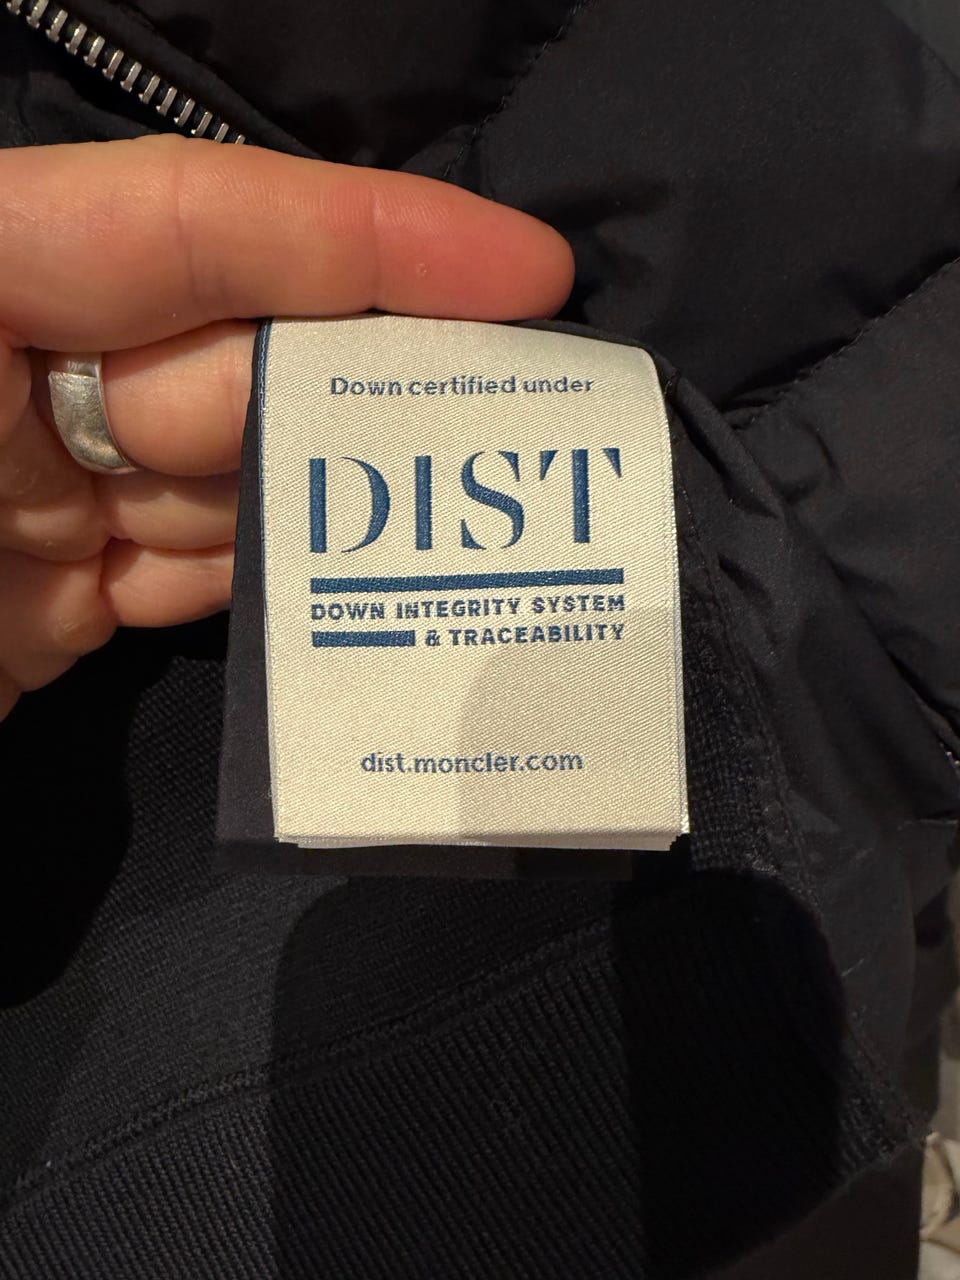 Down certified under
DIST
DOWN INTEGRITY SYSTEM
& TRACEABILITY
dist.moncler.com